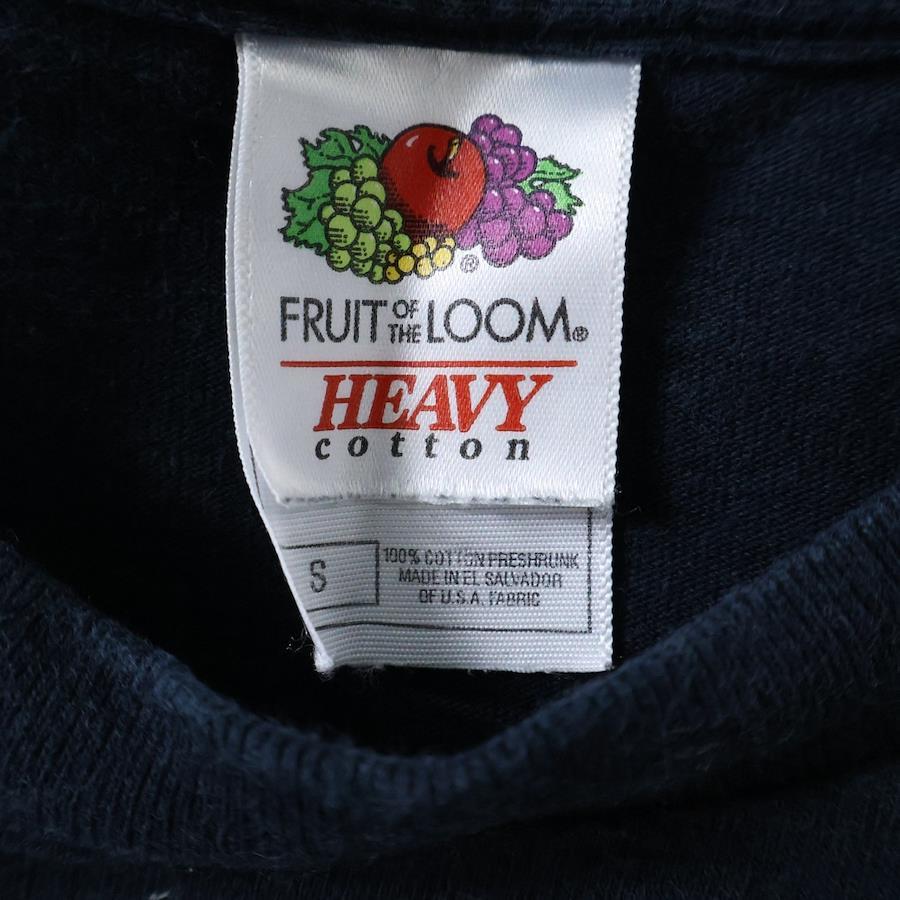 ®
FRUIT OF THE LOOM®
HEAVY
cotton
S
100% COTTON PRESHRUNK
MADE IN EL SALVADOR
OF U.S.A. FABRIC